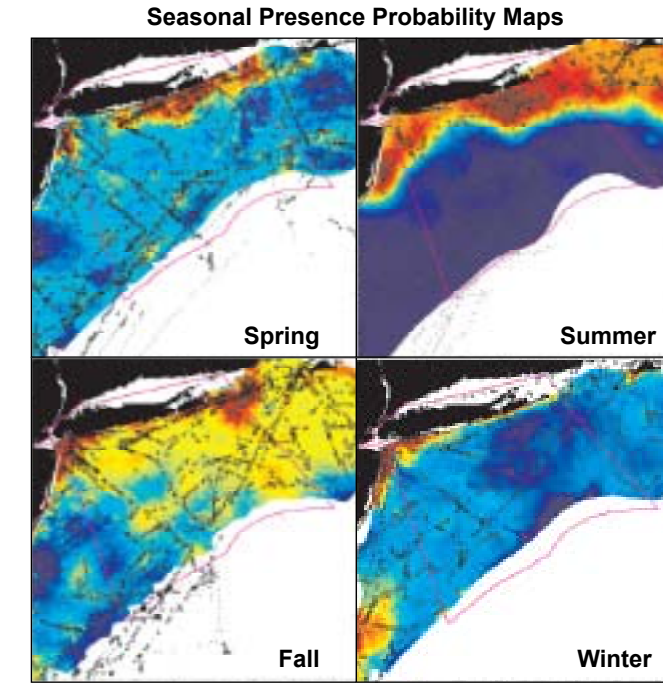 Seasonal Presence Probability Maps
Spring
Summer
Fall
Winter